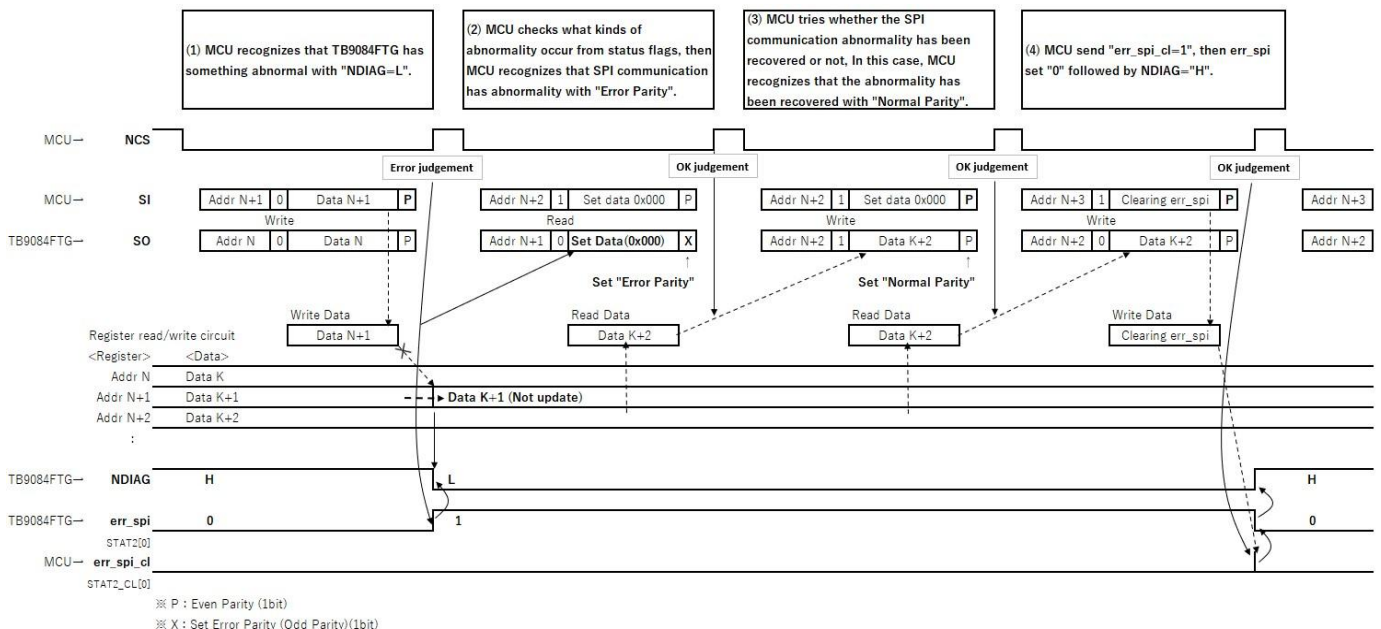 (1) MCU recognizes that TB9084FTG has
something abnormal with "NDIAG=L".
(2) MCU checks what kinds of
abnormality occur from status flags, then
MCU recognizes that SPI communication
has abnormality with "Error Parity".
(3) MCU tries whether the SPI
communication abnormality has been
recovered or not, In this case, MCU
recognizes that the abnormality has
been recovered with "Normal Parity".
(4) MCU send "err_spi_cl=1", then err_spi
set "0" followed by NDIAG="H".
MCU→ NCS
Error judgement OK judgement OK judgement OK judgement
MCU→ SI Addr N+1 0 Data N+1 P Addr N+2 1 Set data 0x000 P Addr N+2 1 Set data 0x000 P Addr N+3 1 Clearing err_spi P Addr N+3
Write Read Write Write
TB9084FTG→ SO Addr N 0 Data N P Addr N+1 0 Set Data(0x000) X Addr N+2 1 Data K+2 P Addr N+2 0 Data K+2 P Addr N+2
Set "Error Parity" Set "Normal Parity"
Write Data Read Data Read Data Write Data
Register read/write circuit Data N+1 Data K+2 Data K+2 Clearing err_spi
<Register> <Data>
Addr N Data K
Addr N+1 Data K+1 Data K+1 (Not update)
Addr N+2 Data K+2
:
TB9084FTG→ NDIAG H L H
TB9084FTG→ err_spi 0 1 0
STAT2[0]
MCU→ err_spi_cl
STAT2_CL[0]
※ P : Even Parity (1bit)
※ X : Set Error Parity (Odd Parity)(1bit)